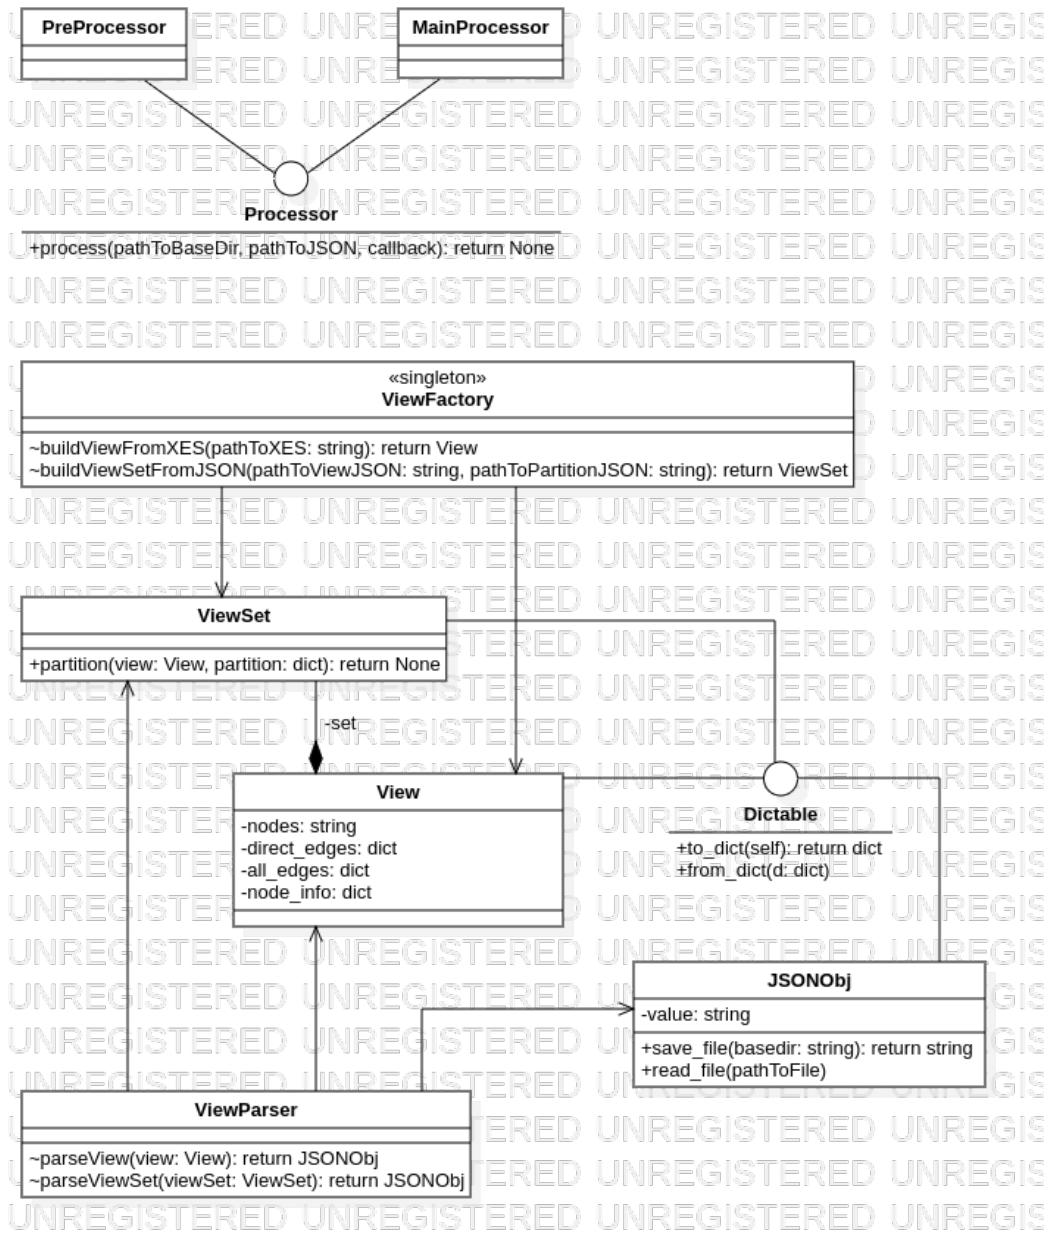 PreProcessor
MainProcessor
Processor
+process(pathToBaseDir, pathToJSON, callback): return None
«singleton»
ViewFactory
~buildViewFromXES(pathToXES: string): return View
~buildViewSetFromJSON(pathToViewJSON: string, pathToPartitionJSON: string): return ViewSet
ViewSet
+partition(view: View, partition: dict): return None
-set
View
-nodes: string
-direct_edges: dict
-all_edges: dict
-node_info: dict
Dictable
+to_dict(self): return dict
+from_dict(d: dict)
JSONObj
-value: string
+save_file(basedir: string): return string
+read_file(pathToFile)
ViewParser
~parseView(view: View): return JSONObj
~parseViewSet(viewSet: ViewSet): return JSONObj
UNREGISTERED